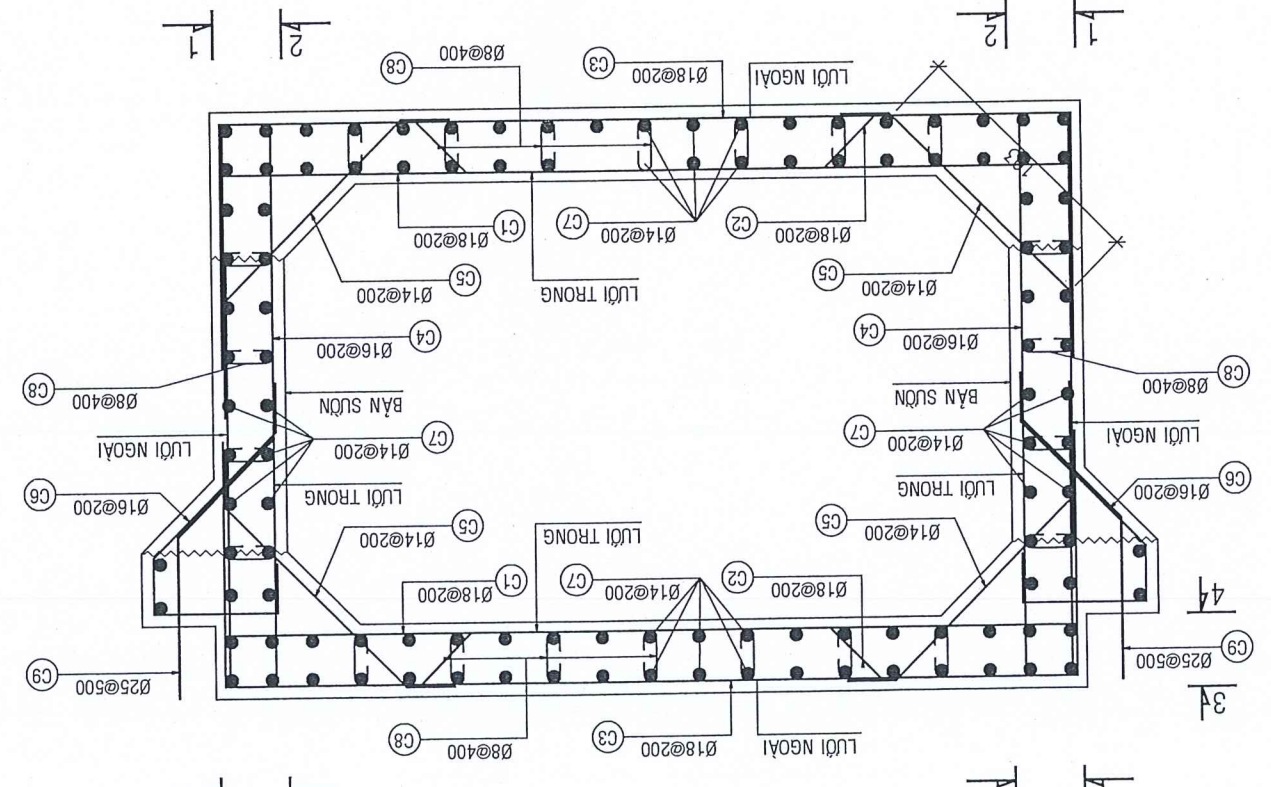 LƯỚI NGOÀI
Ø18@200 C3
Ø8@400 C8
3
C9 Ø25@500
Ø25@500 C9
4
Ø18@200 C2
Ø14@200 C7
C1 Ø18@200
LƯỚI TRONG
Ø14@200 C5
C5 Ø14@200
C6 Ø16@200
Ø16@200 C6
LƯỚI TRONG
LƯỚI TRONG
LƯỚI NGOÀI
Ø14@200 C7
C7 Ø14@200
LƯỚI NGOÀI
BẢN SƯỜN
BẢN SƯỜN
C8 Ø8@400
Ø8@400 C8
Ø16@200 C4
C4 Ø16@200
Ø14@200 C5
LƯỚI TRONG
C5 Ø14@200
Ø18@200 C2
Ø14@200 C7
C1 Ø18@200
LƯỚI NGOÀI
Ø18@200 C3
Ø8@400 C8
1
2
2
1